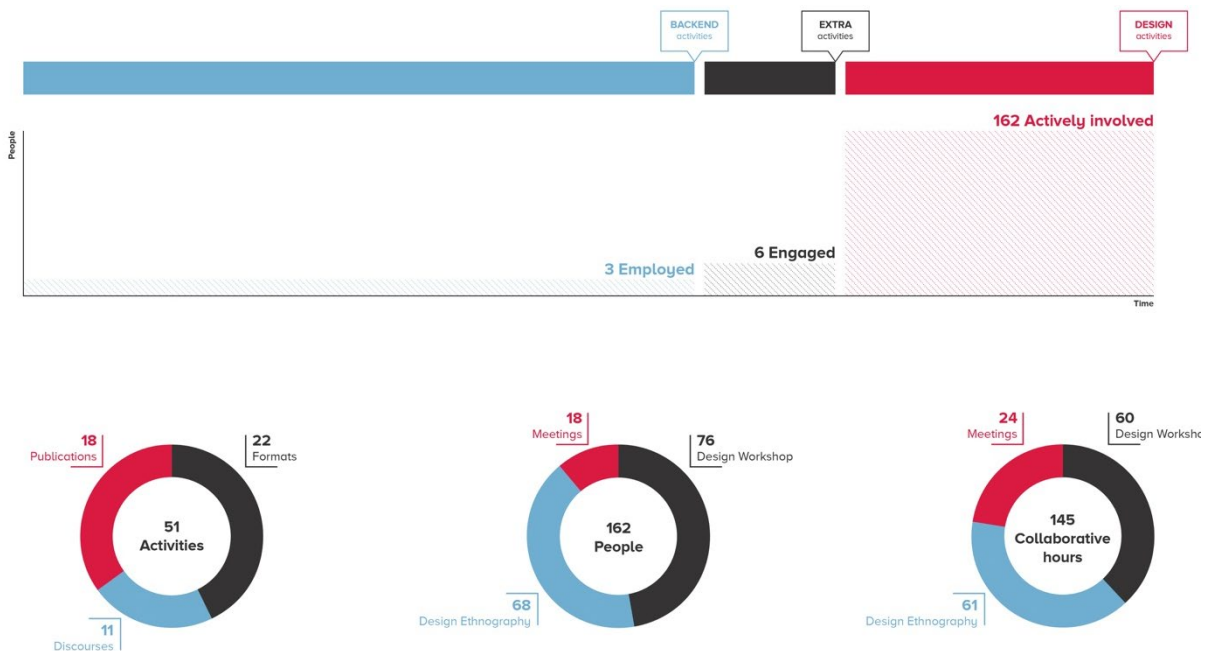 BACKEND
activities
EXTRA
activities
DESIGN
activities
People
162 Actively involved
6 Engaged
3 Employed
Time
18
Publications
22
Formats
51
Activities
11
Discourses
18
Meetings
76
Design Workshop
162
People
68
Design Ethnography
24
Meetings
60
Design Worksho
145
Collaborative
hours
61
Design Ethnography